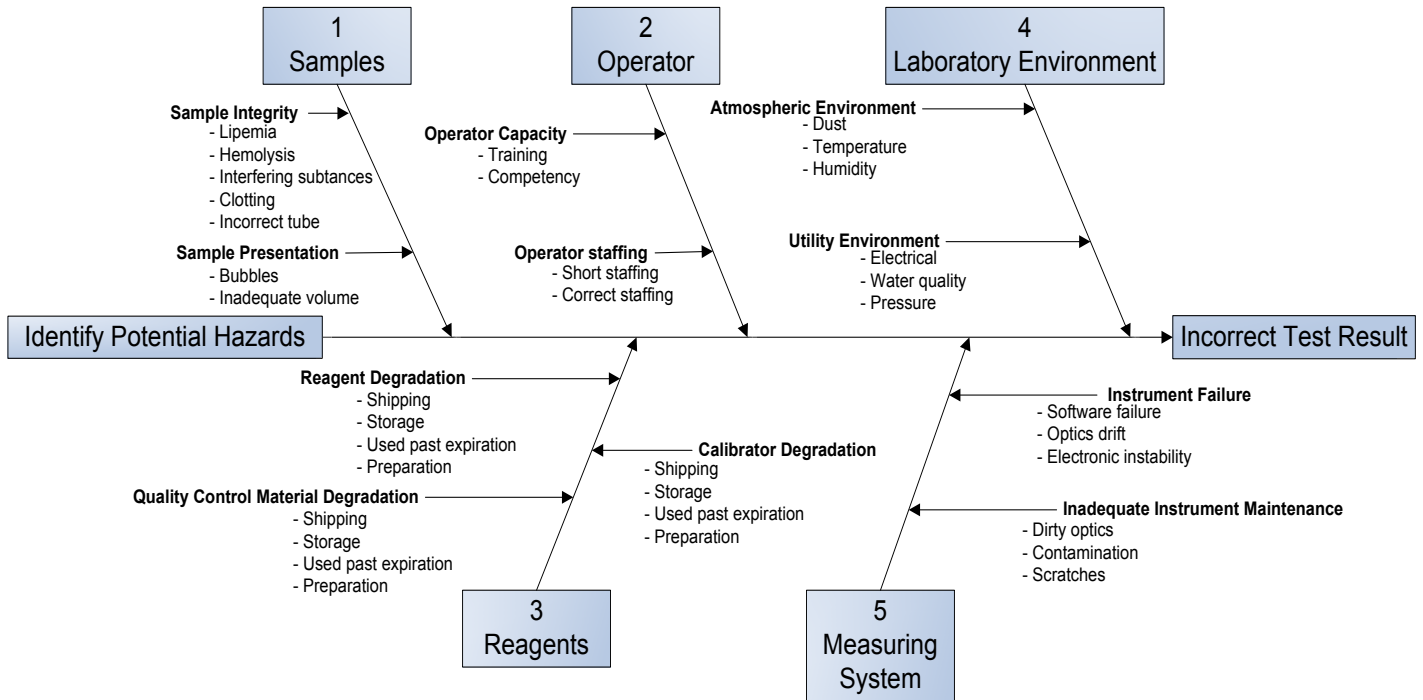 1
Samples
2
Operator
4
Laboratory Environment
Sample Integrity
- Lipemia
- Hemolysis
- Interfering subtances
- Clotting
- Incorrect tube
Sample Presentation
- Bubbles
- Inadequate volume
Operator Capacity
- Training
- Competency
Operator staffing
- Short staffing
- Correct staffing
Atmospheric Environment
- Dust
- Temperature
- Humidity
Utility Environment
- Electrical
- Water quality
- Pressure
Identify Potential Hazards
Incorrect Test Result
Reagent Degradation
- Shipping
- Storage
- Used past expiration
- Preparation
Quality Control Material Degradation
- Shipping
- Storage
- Used past expiration
- Preparation
Calibrator Degradation
- Shipping
- Storage
- Used past expiration
- Preparation
Instrument Failure
- Software failure
- Optics drift
- Electronic instability
Inadequate Instrument Maintenance
- Dirty optics
- Contamination
- Scratches
3
Reagents
5
Measuring
System